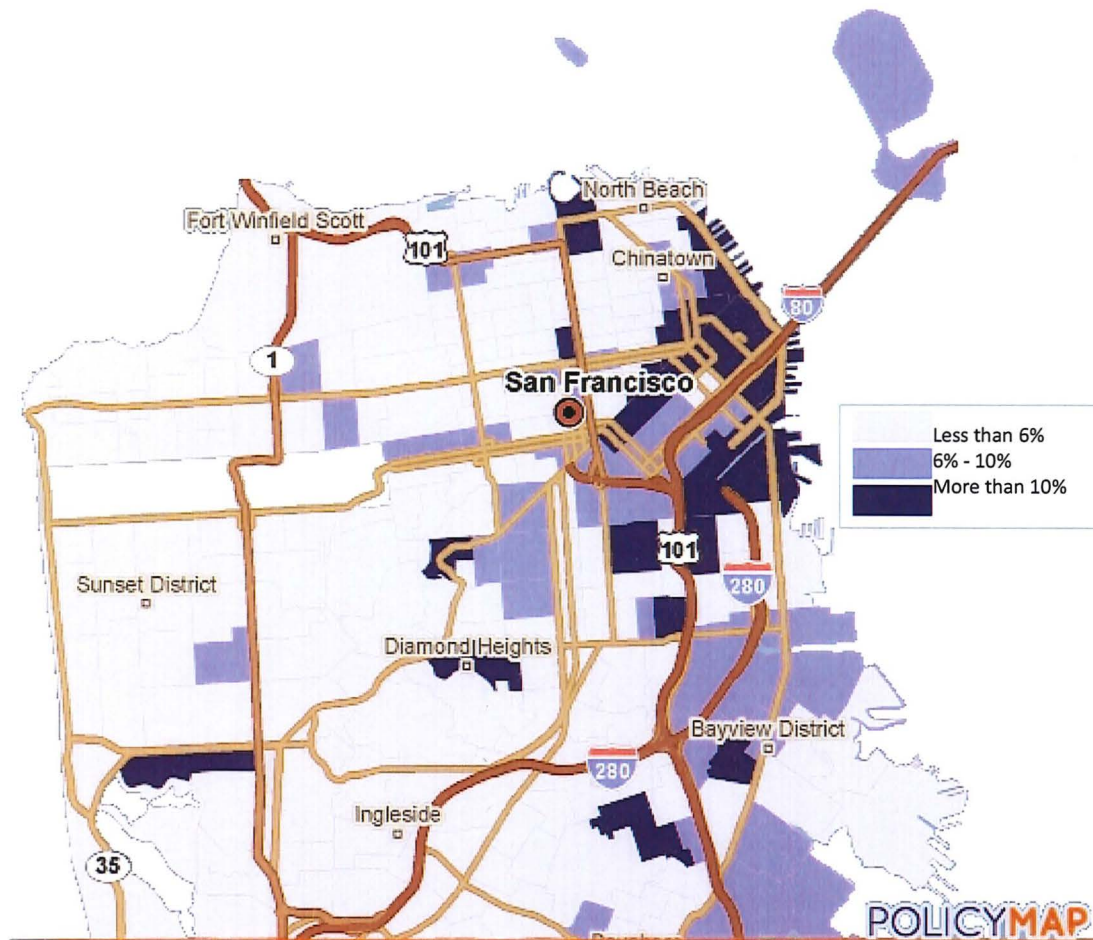 North Beach
Fort Winfield Scott
101
Chinatown
80
1
San Francisco
Less than 6%
6% - 10%
More than 10%
101
280
Sunset District
Diamond Heights
Bayview District
280
Ingleside
35
POLICYMAP